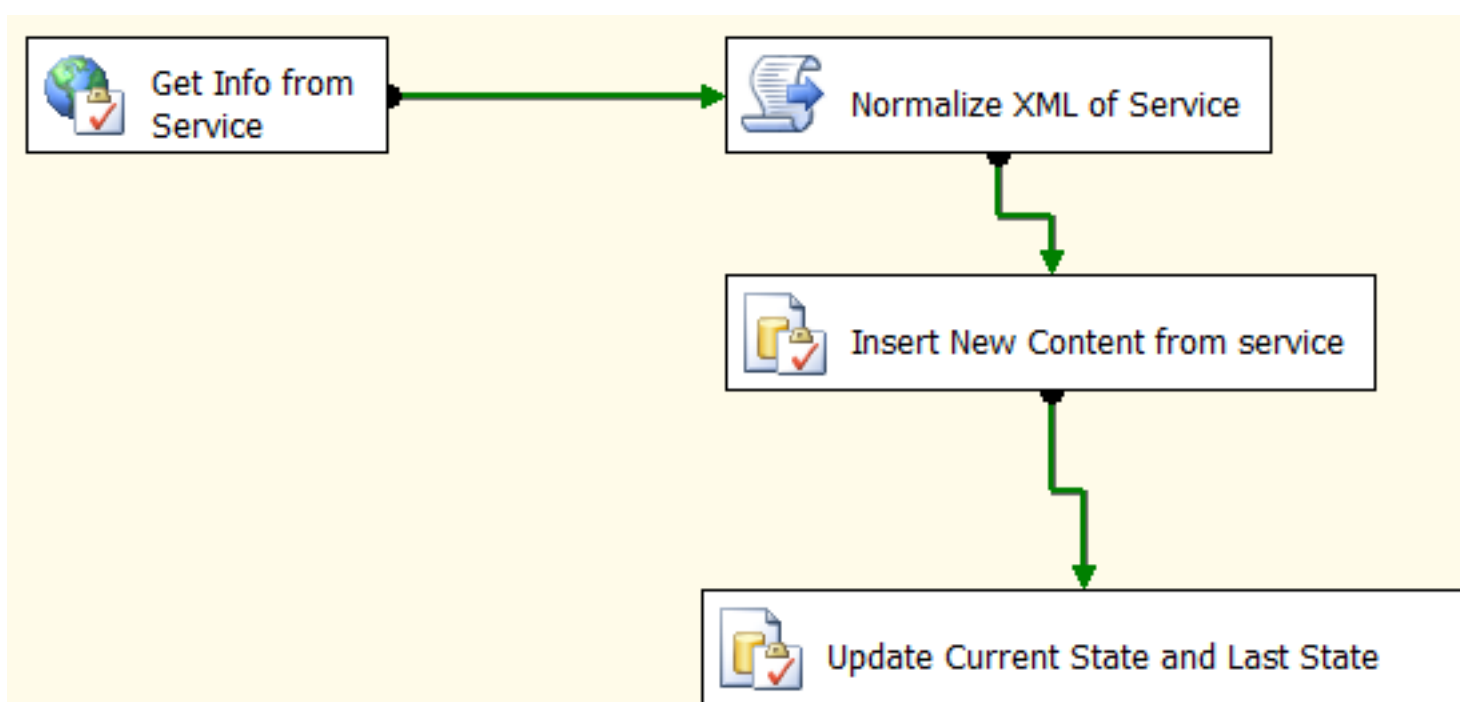 Get Info from
Service
Normalize XML of Service
Insert New Content from service
Update Current State and Last State